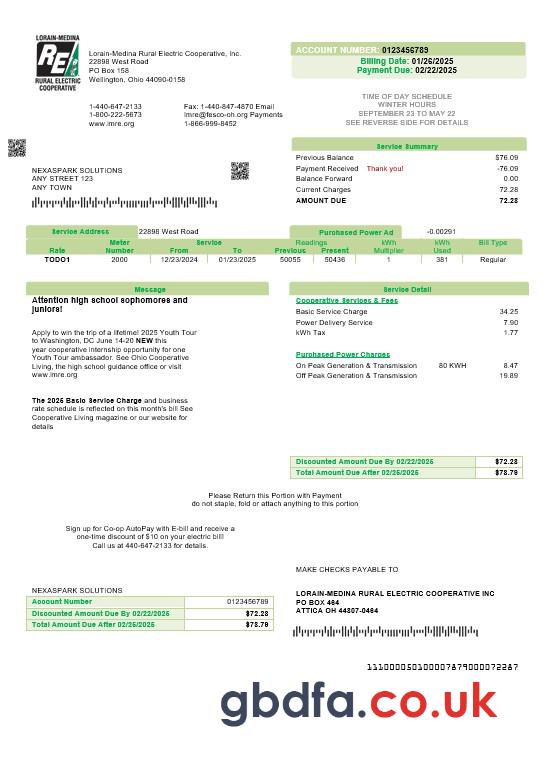 LORAIN-MEDINA
RE
RURAL ELECTRIC
COOPERATIVE
Lorain-Medina Rural Electric Cooperative, Inc.
22898 West Road
PO Box 158
Wellington, Ohio 44090-0158
1-440-647-2133 Fax: 1-440-847-4870 Email
1-800-222-5673 lmre@fesco-oh.org Payments
www.imre.org 1-866-999-8452
ACCOUNT NUMBER: 0123456789
Billing Date: 01/26/2025
Payment Due: 02/22/2025
TIME OF DAY SCHEDULE
WINTER HOURS
SEPTEMBER 23 TO MAY 22
SEE REVERSE SIDE FOR DETAILS
NEXASPARK SOLUTIONS
ANY STREET 123
ANY TOWN
Service Summary
Previous Balance $76.09
Payment Received Thank you! -76.09
Balance Forward 0.00
Current Charges 72.28
AMOUNT DUE 72.28
Service Address 22898 West Road Purchased Power Ad -0.00291
Meter Service Readings kWh kWh Bill Type
Rate Number From To Previous Present Multiplier Used
TODO1 2000 12/23/2024 01/23/2025 50055 50436 1 381 Regular
Message
Attention high school sophomores and
juniors!
Apply to win the trip of a lifetime! 2025 Youth Tour
to Washington, DC June 14-20 NEW this
year cooperative internship opportunity for one
Youth Tour ambassador. See Ohio Cooperative
Living, the high school guidance office or visit
www.imre.org
The 2025 Basic Service Charge and business
rate schedule is reflected on this month's bill See
Cooperative Living magazine or our website for
details
Service Detail
Cooperative Services & Fees
Basic Service Charge 34.25
Power Delivery Service 7.90
kWh Tax 1.77
Purchased Power Charges
On Peak Generation & Transmission 80 KWH 8.47
Off Peak Generation & Transmission 19.89
Discounted Amount Due By 02/22/2025 $72.28
Total Amount Due After 02/25/2025 $78.79
Please Return this Portion with Payment
do not staple, fold or attach anything to this portion
Sign up for Co-op AutoPay with E-bill and receive a
one-time discount of $10 on your electric bill!
Call us at 440-647-2133 for details.
MAKE CHECKS PAYABLE TO
NEXASPARK SOLUTIONS
Account Number 0123456789
Discounted Amount Due By 02/22/2025 $72.28
Total Amount Due After 02/25/2025 $78.79
LORAIN-MEDINA RURAL ELECTRIC COOPERATIVE INC
PO BOX 464
ATTICA OH 44807-0464
gbdfa.co.uk